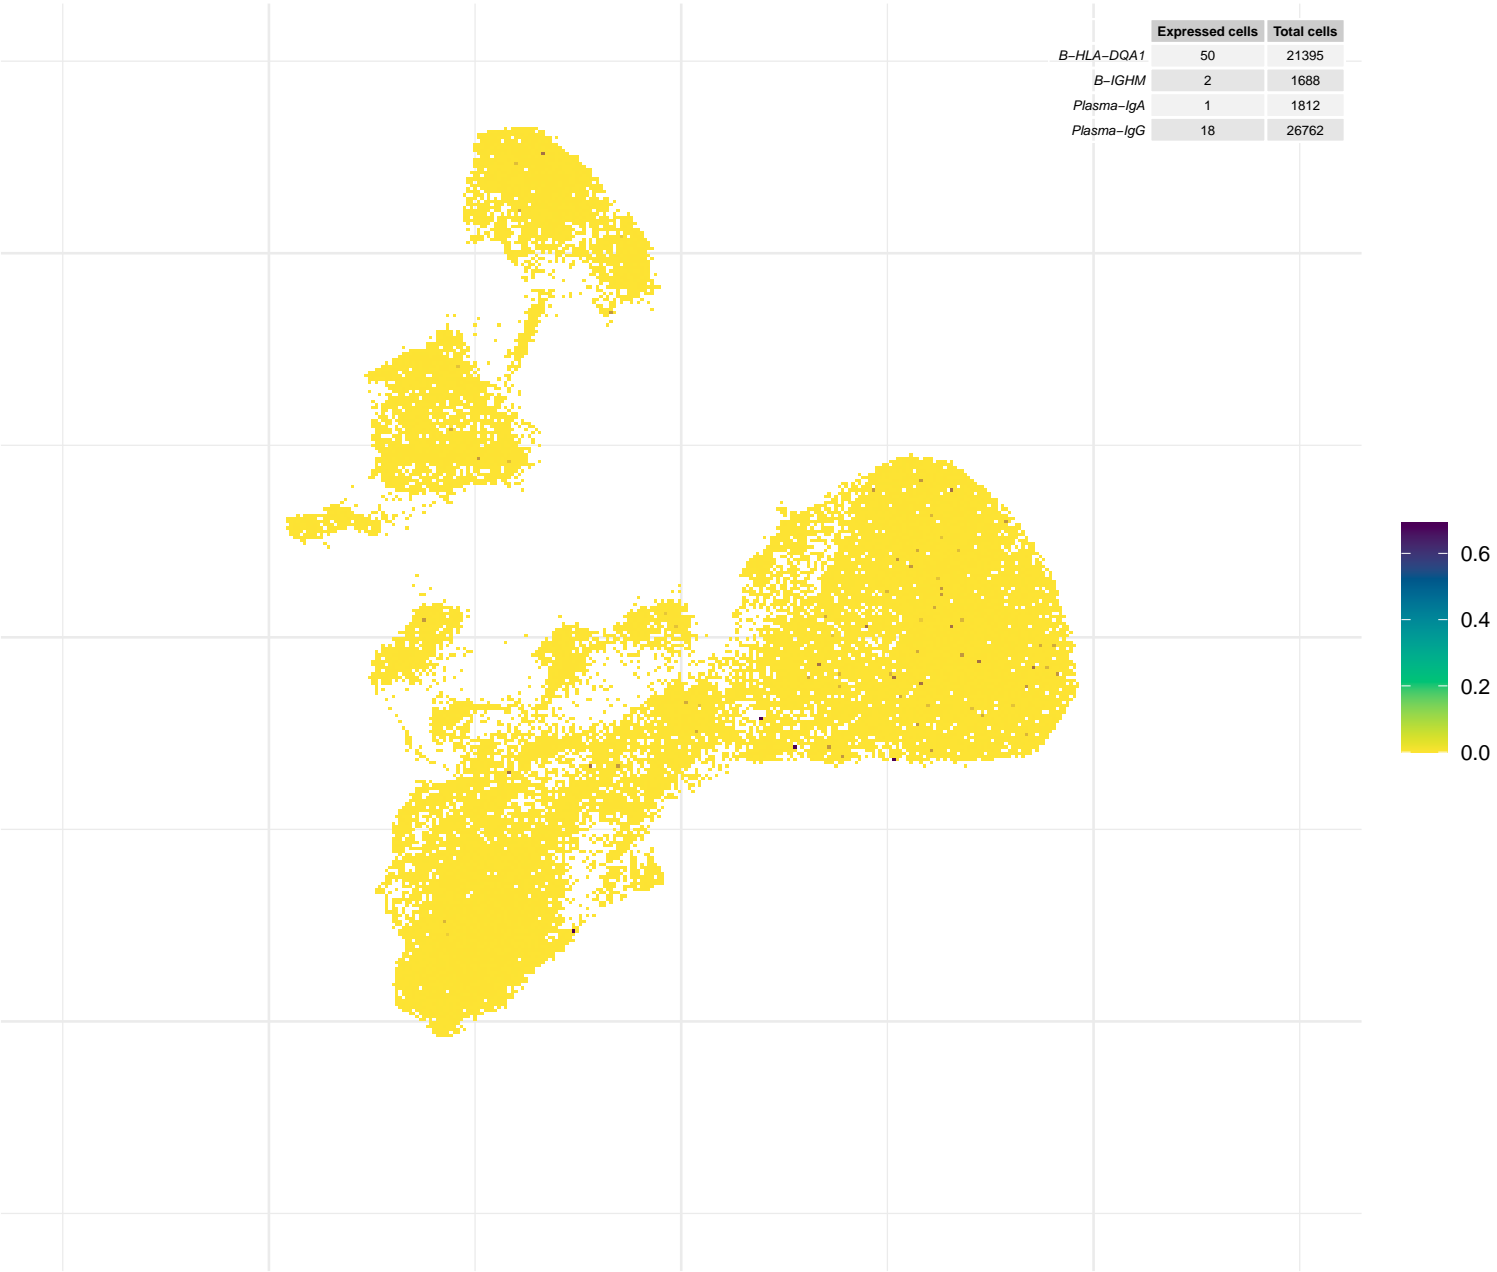 Expressed cells Total cells
B−HLA−DQA1 50 21395
B−IGHM 2 1688
Plasma−IgA 1 1812
Plasma−IgG 18 26762
0.6
0.4
0.2
0.0